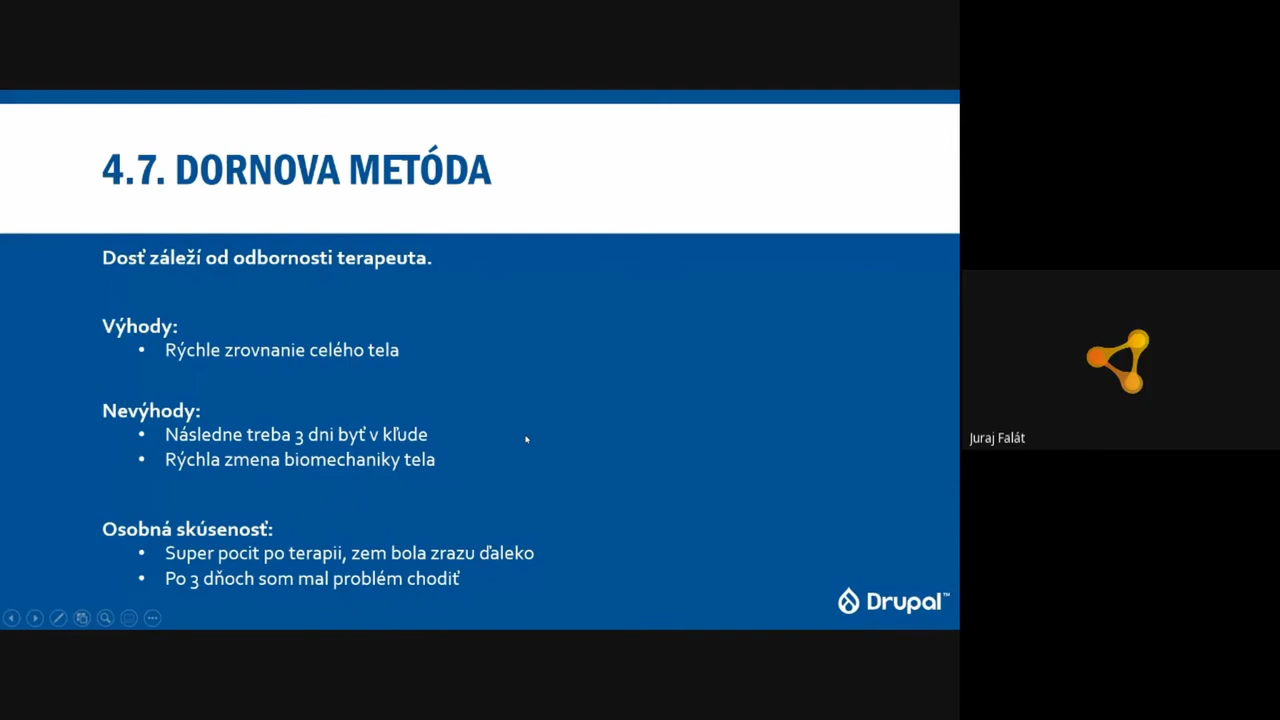 4.7. DORNOVA METÓDA
Dosť záleží od odbornosti terapeuta.
Výhody:
• Rýchle zrovnanie celého tela
Nevýhody:
• Následne treba 3 dni byť v kľude
• Rýchla zmena biomechaniky tela
Osobná skúsenosť:
• Super pocit po terapii, zem bola zrazu ďaleko
• Po 3 dňoch som mal problém chodiť
Drupal™
Juraj Falát